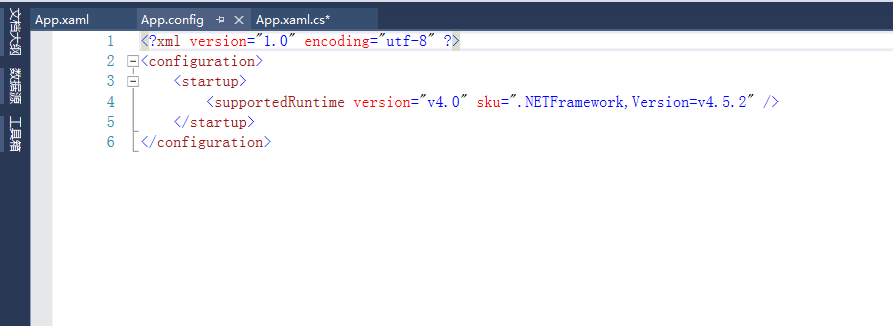 文档大纲
数据源
工具箱
App.xaml
App.config
App.xaml.cs*
1 <?xml version="1.0" encoding="utf-8" ?>
2 <configuration>
3 <startup>
4 <supportedRuntime version="v4.0" sku=".NETFramework,Version=v4.5.2" />
5 </startup>
6 </configuration>